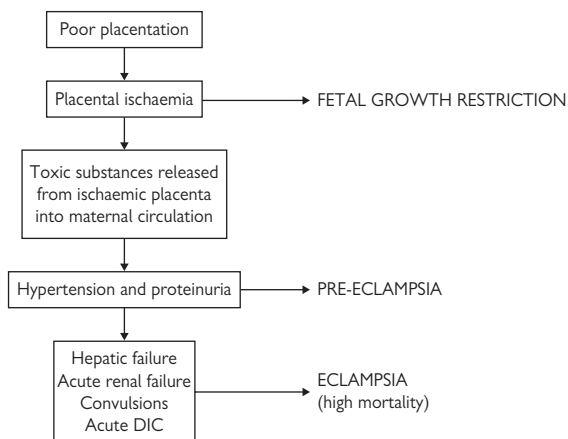 Poor placentation
Placental ischaemia
FETAL GROWTH RESTRICTION
Toxic substances released
from ischaemic placenta
into maternal circulation
Hypertension and proteinuria
PRE-ECLAMPSIA
Hepatic failure
Acute renal failure
Convulsions
Acute DIC
ECLAMPSIA
(high mortality)